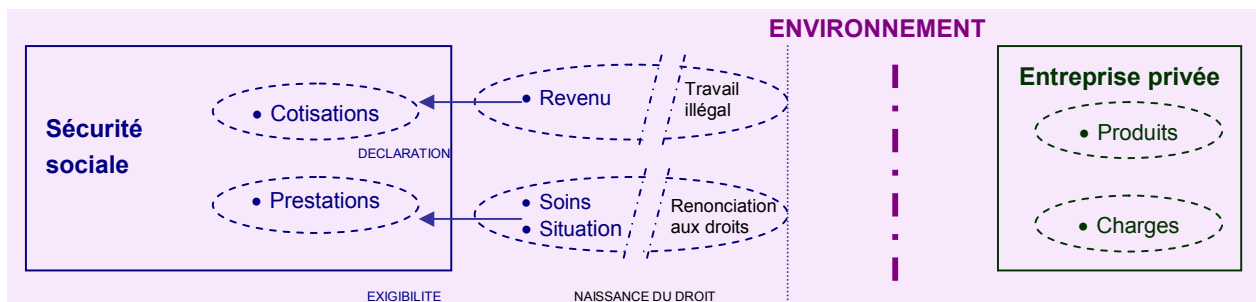 ENVIRONNEMENT
Sécurité
sociale
• Cotisations
DECLARATION
• Prestations
EXIGIBILITE
• Revenu
Travail
illégal
• Soins
• Situation
Renonciation
aux droits
NAISSANCE DU DROIT
Entreprise privée
• Produits
• Charges